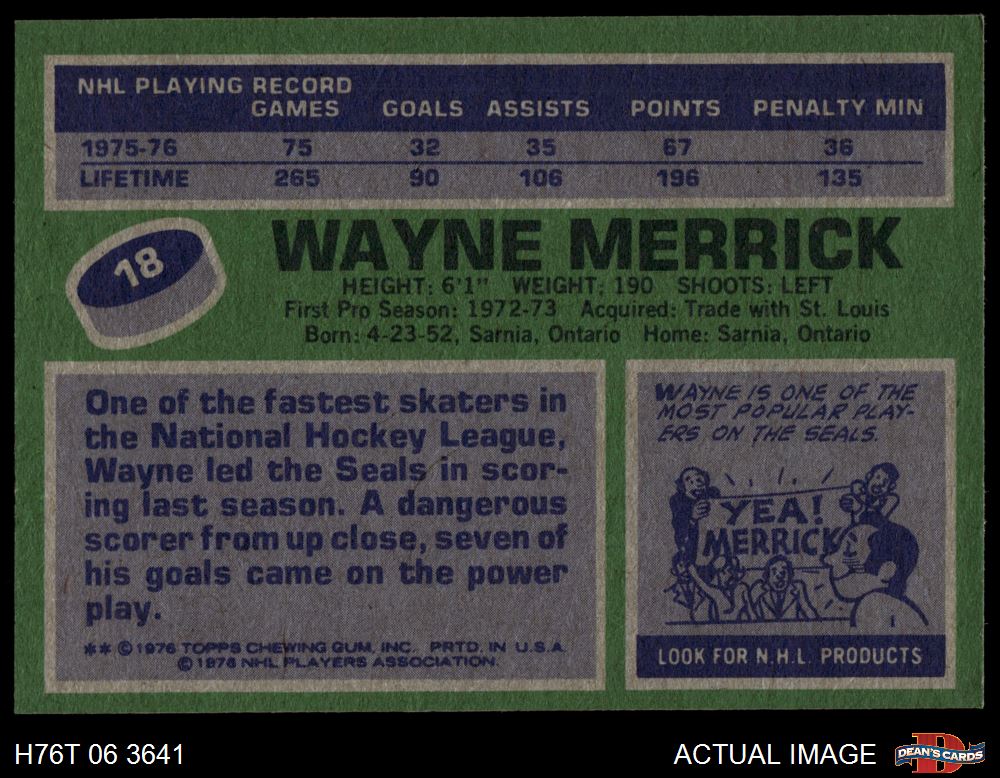 NHL PLAYING RECORD
GAMES GOALS ASSISTS POINTS PENALTY MIN
1975-76 75 32 35 67 36
LIFETIME 265 90 106 196 135
18
WAYNE MERRICK
HEIGHT: 6'1" WEIGHT: 190 SHOOTS: LEFT
First Pro Season: 1972-73 Acquired: Trade with St. Louis
Born: 4-23-52, Sarnia, Ontario Home: Sarnia, Ontario
One of the fastest skaters in
the National Hockey League,
Wayne led the Seals in scor-
ing last season. A dangerous
scorer from up close, seven of
his goals came on the power
play.
** © 1976 TOPPS CHEWING GUM, INC. PRTD. IN U.S.A.
© 1976 NHL PLAYERS ASSOCIATION.
WAYNE IS ONE OF THE
MOST POPULAR PLAY-
ERS ON THE SEALS.
YEA!
MERRICK
LOOK FOR N.H.L. PRODUCTS
H76T 06 3641
ACTUAL IMAGE
D
DEAN'S CARDS